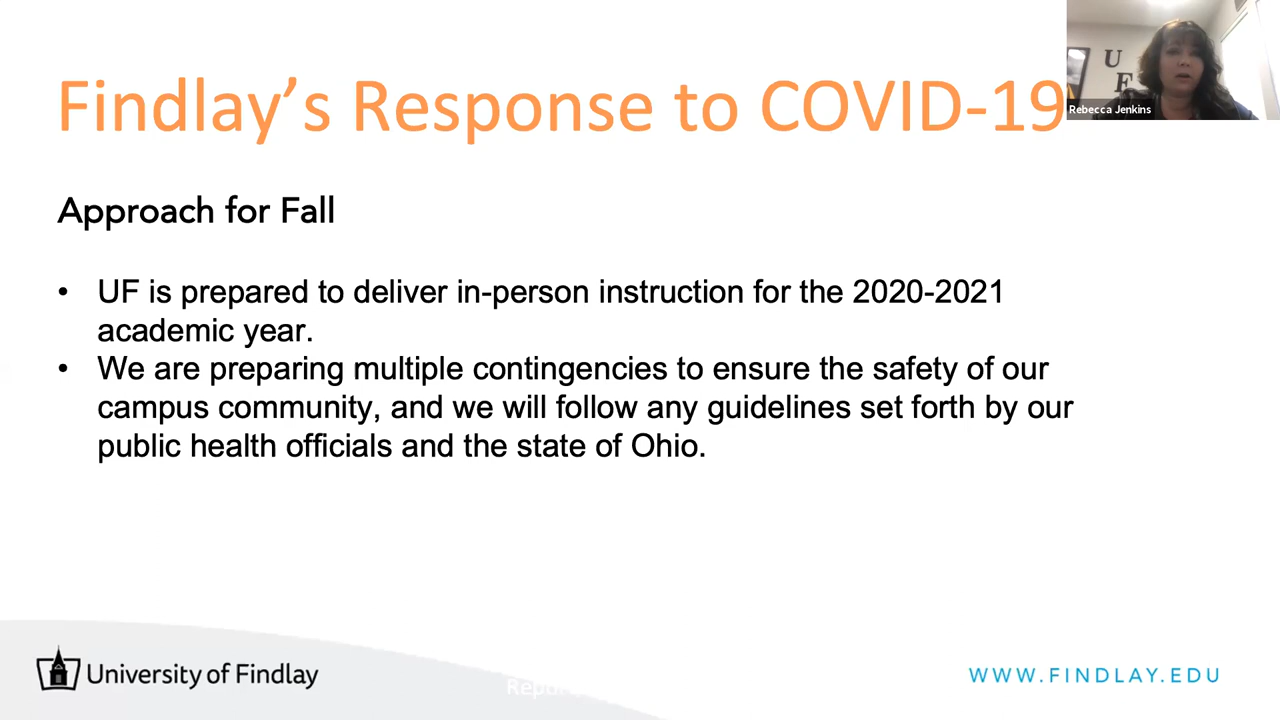 Findlay's Response to COVID-19
U
F
Rebecca Jenkins
Approach for Fall
• UF is prepared to deliver in-person instruction for the 2020-2021
academic year.
• We are preparing multiple contingencies to ensure the safety of our
campus community, and we will follow any guidelines set forth by our
public health officials and the state of Ohio.
University of Findlay
WWW.FINDLAY.EDU